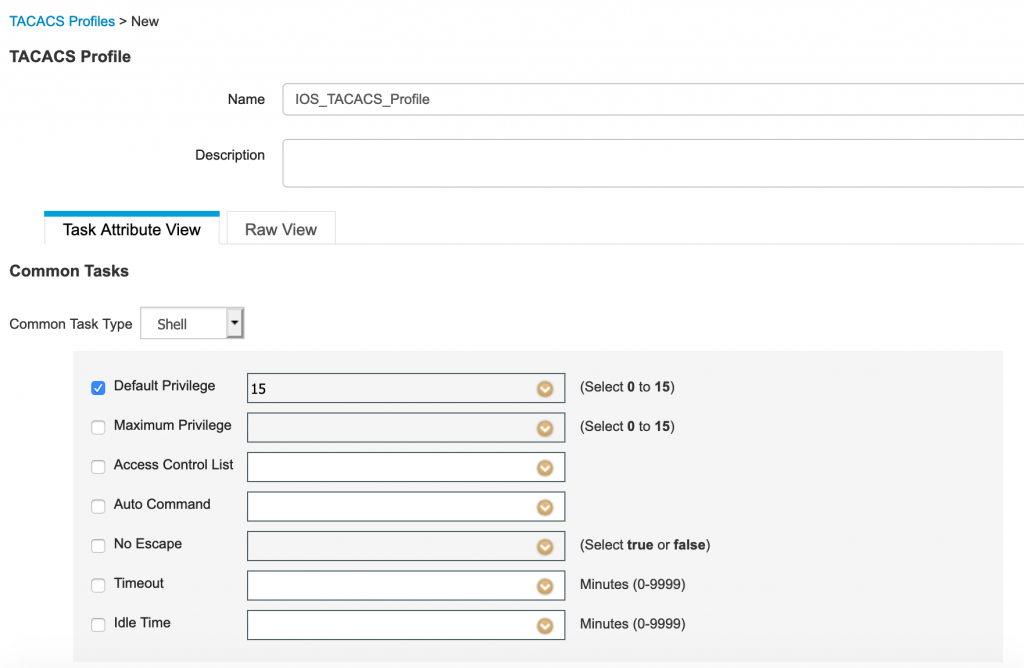 TACACS Profiles > New
TACACS Profile
Name IOS_TACACS_Profile
Description
Task Attribute View Raw View
Common Tasks
Common Task Type Shell
Default Privilege 15 (Select 0 to 15)
Maximum Privilege (Select 0 to 15)
Access Control List
Auto Command
No Escape (Select true or false)
Timeout Minutes (0-9999)
Idle Time Minutes (0-9999)